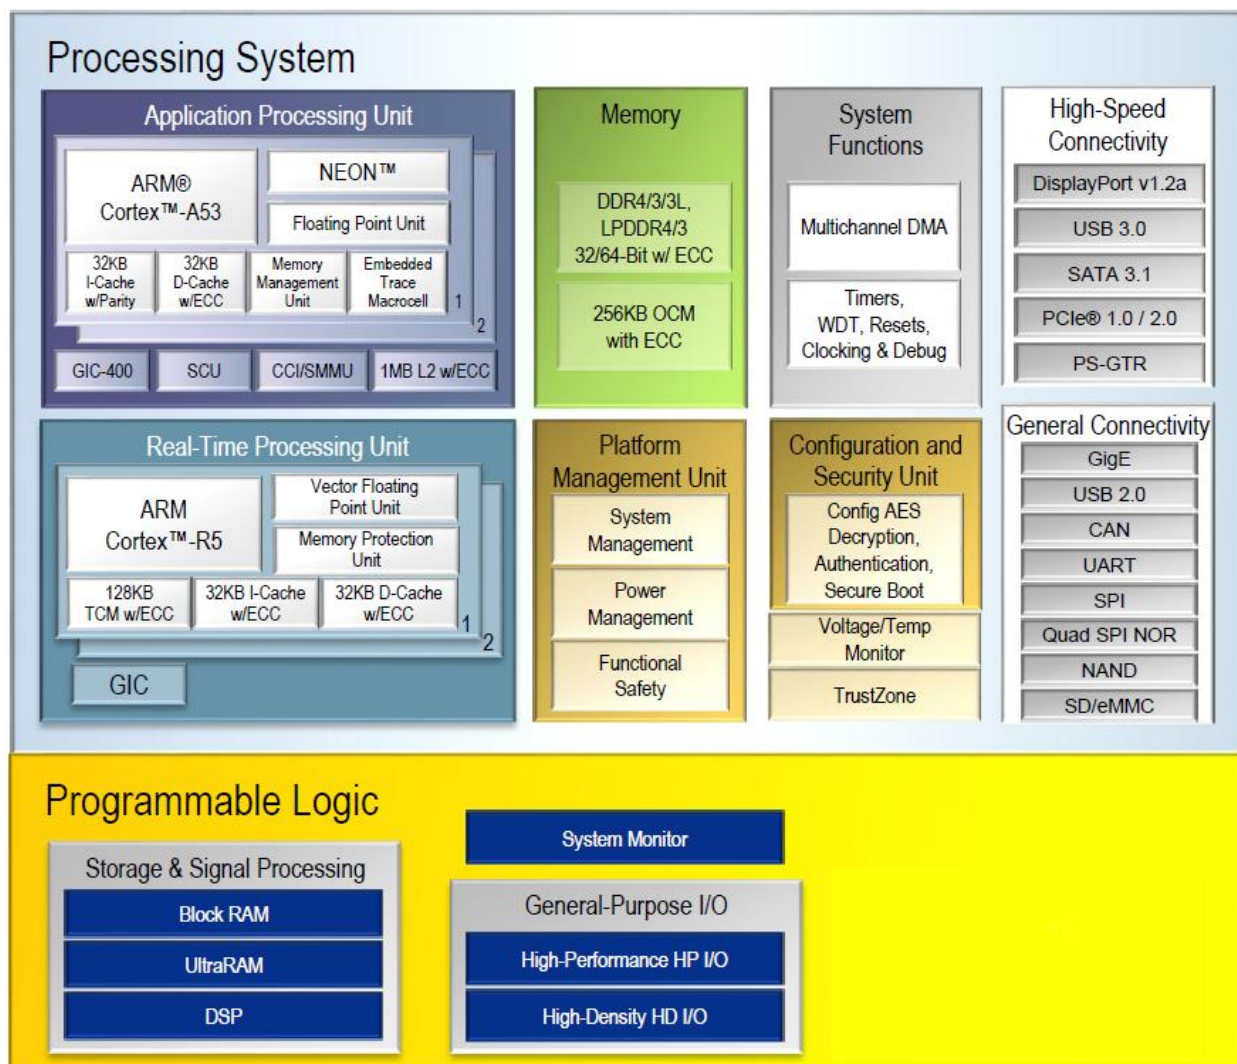 Processing System
Application Processing Unit
ARM®
Cortex™-A53
NEON™
Floating Point Unit
32KB
I-Cache
w/Parity
32KB
D-Cache
w/ECC
Memory
Management
Unit
Embedded
Trace
Macrocell
1
2
GIC-400
SCU
CCI/SMMU
1MB L2 w/ECC
Memory
DDR4/3/3L,
LPDDR4/3
32/64-Bit w/ ECC
256KB OCM
with ECC
System
Functions
Multichannel DMA
Timers,
WDT, Resets,
Clocking & Debug
High-Speed
Connectivity
DisplayPort v1.2a
USB 3.0
SATA 3.1
PCIe® 1.0 / 2.0
PS-GTR
Real-Time Processing Unit
ARM
Cortex™-R5
Vector Floating
Point Unit
Memory Protection
Unit
128KB
TCM w/ECC
32KB I-Cache
w/ECC
32KB D-Cache
w/ECC
1
2
GIC
Platform
Management Unit
System
Management
Power
Management
Functional
Safety
Configuration and
Security Unit
Config AES
Decryption,
Authentication,
Secure Boot
Voltage/Temp
Monitor
TrustZone
General Connectivity
GigE
USB 2.0
CAN
UART
SPI
Quad SPI NOR
NAND
SD/eMMC
Programmable Logic
Storage & Signal Processing
Block RAM
UltraRAM
DSP
System Monitor
General-Purpose I/O
High-Performance HP I/O
High-Density HD I/O